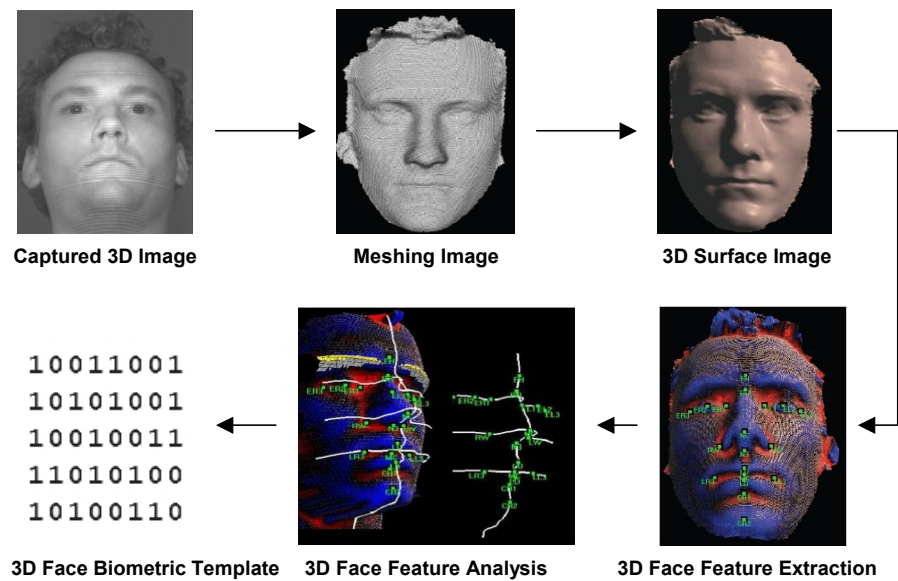 Captured 3D Image
Meshing Image
3D Surface Image
10011001
10101001
10010011
11010100
10100110
3D Face Biometric Template
3D Face Feature Analysis
3D Face Feature Extraction